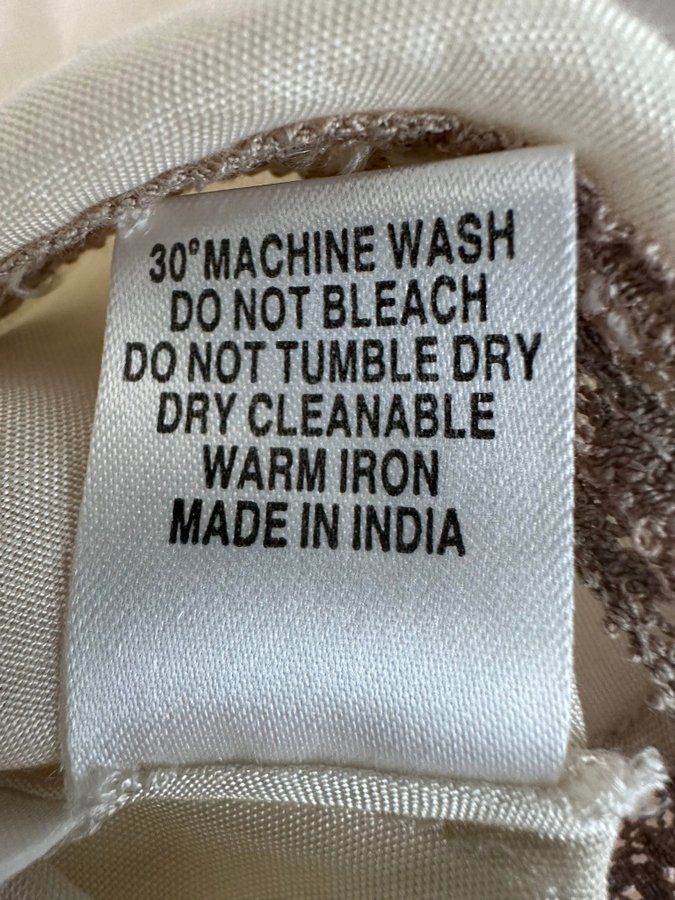 30°MACHINE WASH
DO NOT BLEACH
DO NOT TUMBLE DRY
DRY CLEANABLE
WARM IRON
MADE IN INDIA